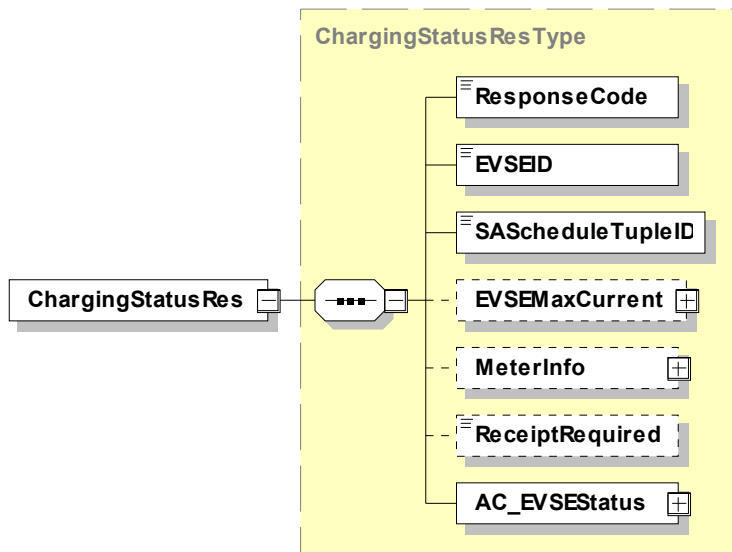 ChargingStatusResType
ResponseCode
EVSEID
SAScheduleTupleID
ChargingStatusRes
EVSEMaxCurrent
MeterInfo
ReceiptRequired
AC_EVSEStatus